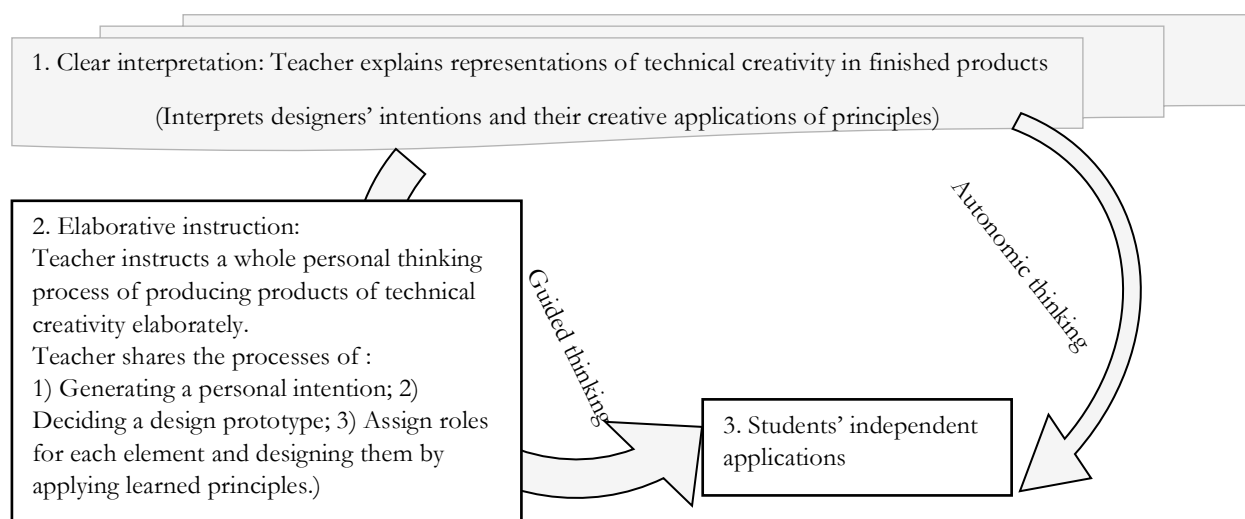 1. Clear interpretation: Teacher explains representations of technical creativity in finished products
(Interprets designers’ intentions and their creative applications of principles)
2. Elaborative instruction:
Teacher instructs a whole personal thinking
process of producing products of technical
creativity elaborately.
Teacher shares the processes of :
1) Generating a personal intention; 2)
Deciding a design prototype; 3) Assign roles
for each element and designing them by
applying learned principles.)
Guided thinking
Autonomic thinking
3. Students’ independent
applications